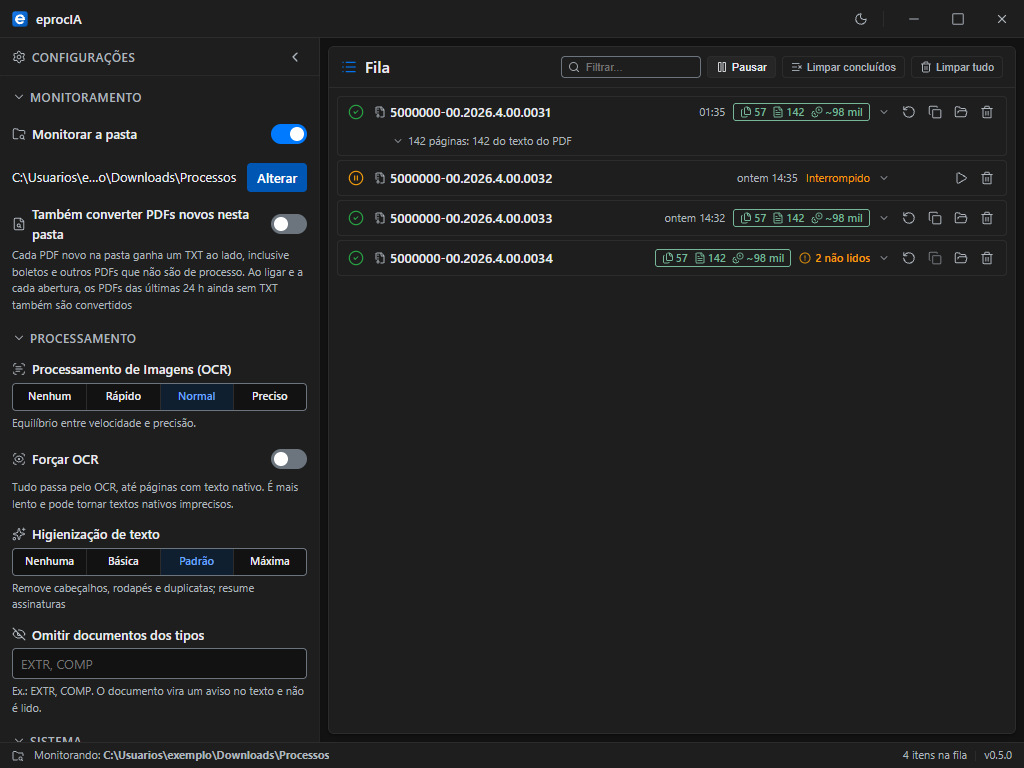 eprocIA
CONFIGURAÇÕES
MONITORAMENTO
Monitorar a pasta
C:\Usuarios\e...o\Downloads\Processos
Alterar
Também converter PDFs novos nesta
pasta
Cada PDF novo na pasta ganha um TXT ao lado, inclusive
boletos e outros PDFs que não são de processo. Ao ligar e a
cada abertura, os PDFs das últimas 24 h ainda sem TXT
também são convertidos
PROCESSAMENTO
Processamento de Imagens (OCR)
Nenhum Rápido Normal Preciso
Equilíbrio entre velocidade e precisão.
Forçar OCR
Tudo passa pelo OCR, até páginas com texto nativo. É mais
lento e pode tornar textos nativos imprecisos.
Higienização de texto
Nenhuma Básica Padrão Máxima
Remove cabeçalhos, rodapés e duplicatas; resume
assinaturas
Omitir documentos dos tipos
EXTR, COMP
Ex.: EXTR, COMP. O documento vira um aviso no texto e não
é lido.
SISTEMA
Fila
Filtrar...
Pausar
Limpar concluídos
Limpar tudo
5000000-00.2026.4.00.0031 01:35 57 142 ~98 mil
142 páginas: 142 do texto do PDF
5000000-00.2026.4.00.0032 ontem 14:35 Interrompido
5000000-00.2026.4.00.0033 ontem 14:32 57 142 ~98 mil
5000000-00.2026.4.00.0034 57 142 ~98 mil 2 não lidos
Monitorando: C:\Usuarios\exemplo\Downloads\Processos
4 itens na fila
v0.5.0